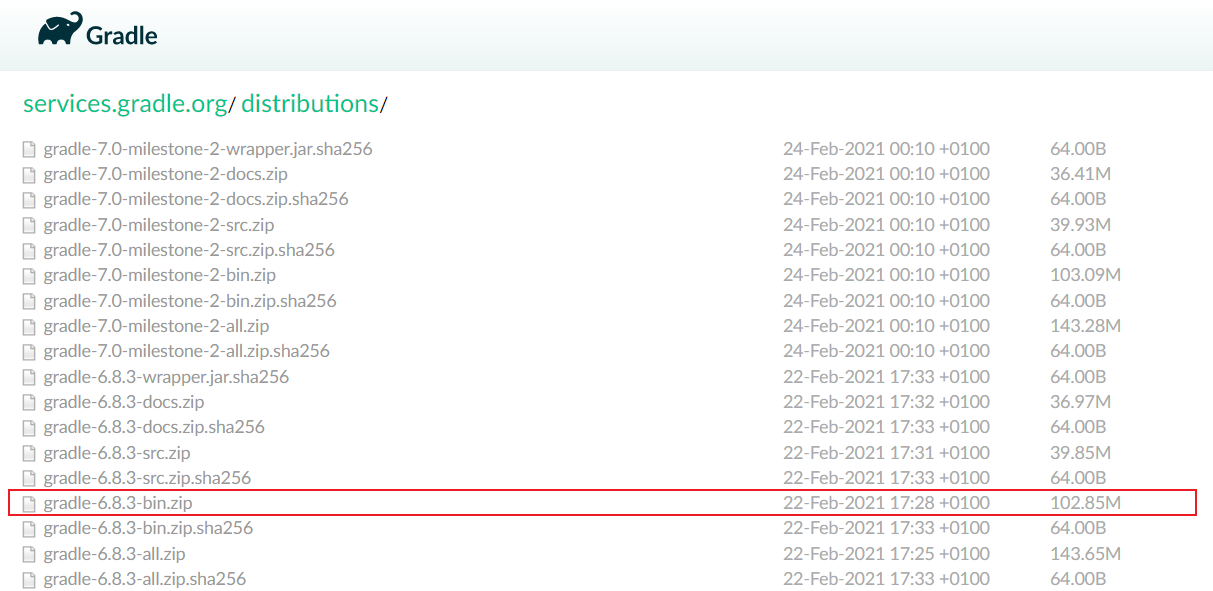 Gradle
services.gradle.org/ distributions/
gradle-7.0-milestone-2-wrapper.jar.sha256 24-Feb-2021 00:10 +0100 64.00B
gradle-7.0-milestone-2-docs.zip 24-Feb-2021 00:10 +0100 36.41M
gradle-7.0-milestone-2-docs.zip.sha256 24-Feb-2021 00:10 +0100 64.00B
gradle-7.0-milestone-2-src.zip 24-Feb-2021 00:10 +0100 39.93M
gradle-7.0-milestone-2-src.zip.sha256 24-Feb-2021 00:10 +0100 64.00B
gradle-7.0-milestone-2-bin.zip 24-Feb-2021 00:10 +0100 103.09M
gradle-7.0-milestone-2-bin.zip.sha256 24-Feb-2021 00:10 +0100 64.00B
gradle-7.0-milestone-2-all.zip 24-Feb-2021 00:10 +0100 143.28M
gradle-7.0-milestone-2-all.zip.sha256 24-Feb-2021 00:10 +0100 64.00B
gradle-6.8.3-wrapper.jar.sha256 22-Feb-2021 17:33 +0100 64.00B
gradle-6.8.3-docs.zip 22-Feb-2021 17:32 +0100 36.97M
gradle-6.8.3-docs.zip.sha256 22-Feb-2021 17:33 +0100 64.00B
gradle-6.8.3-src.zip 22-Feb-2021 17:31 +0100 39.85M
gradle-6.8.3-src.zip.sha256 22-Feb-2021 17:33 +0100 64.00B
gradle-6.8.3-bin.zip 22-Feb-2021 17:28 +0100 102.85M
gradle-6.8.3-bin.zip.sha256 22-Feb-2021 17:33 +0100 64.00B
gradle-6.8.3-all.zip 22-Feb-2021 17:25 +0100 143.65M
gradle-6.8.3-all.zip.sha256 22-Feb-2021 17:33 +0100 64.00B